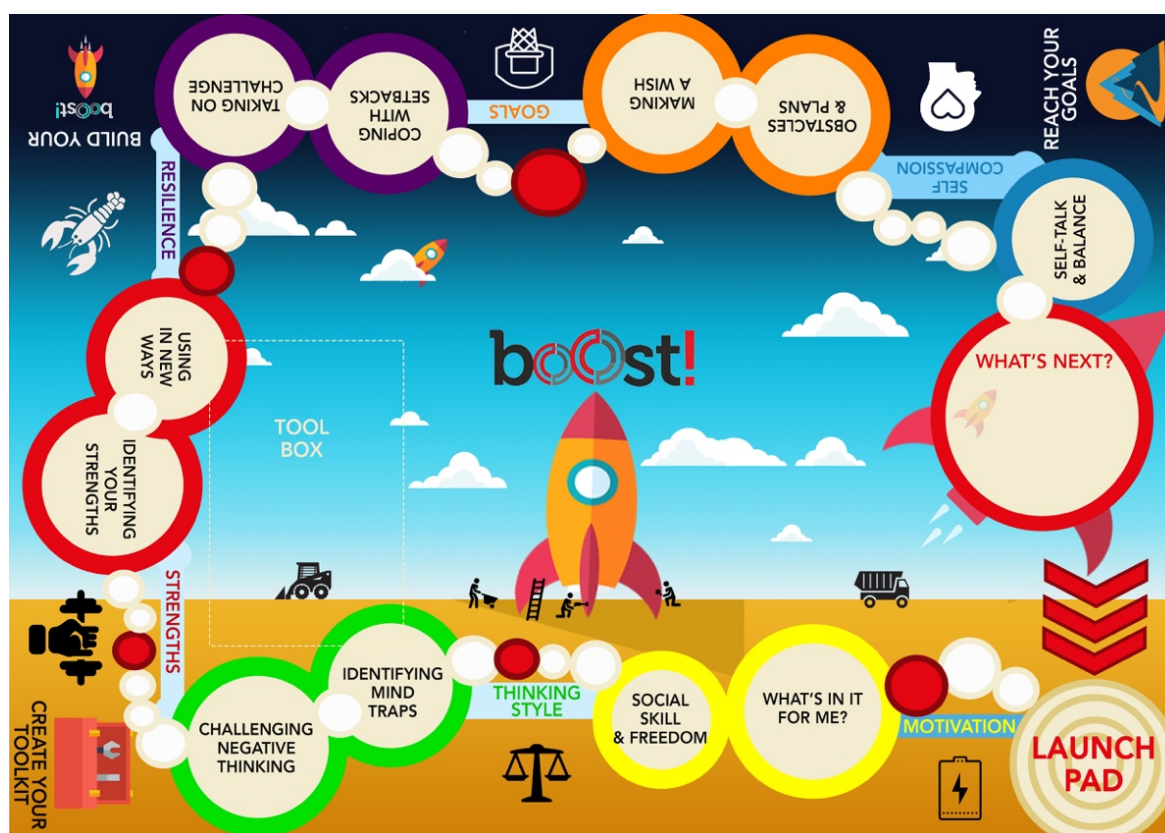 TAKING ON
CHALLENGE
COPING
WITH
SETBACKS
GOALS
MAKING
A WISH
OBSTACLES
& PLANS
REACH YOUR
GOALS
boOst!
BUILD YOUR
RESILIENCE
SELF
COMPASSION
SELF-TALK
& BALANCE
USING
IN NEW
WAYS
boOst!
WHAT'S NEXT?
TOOL
BOX
IDENTIFYING
YOUR
STRENGTHS
STRENGTHS
IDENTIFYING
MIND
TRAPS
THINKING
STYLE
SOCIAL
SKILL
& FREEDOM
WHAT'S IN IT
FOR ME?
MOTIVATION
CREATE YOUR
TOOLKIT
CHALLENGING
NEGATIVE
THINKING
LAUNCH
PAD